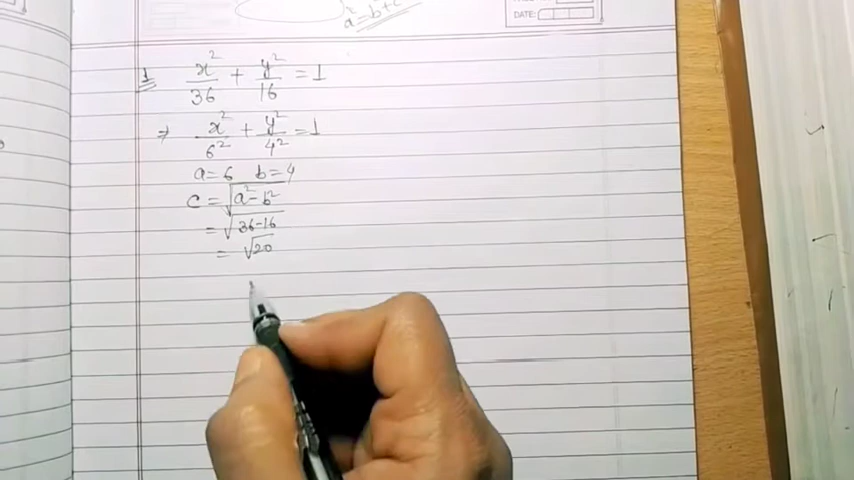 a² = b² + c²
DATE:
1 x²/36 + y²/16 = 1
⇒ x²/6² + y²/4² = 1
a = 6 b = 4
c = √a² - b²
= √36-16
= √20